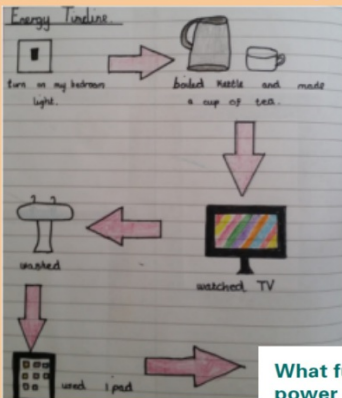 Energy Timeline.
turn on my bedroom
light.
boiled kettle and made
a cup of tea.
washed
watched TV
used ipad
What f
power